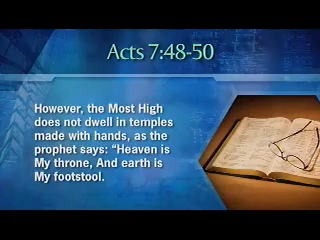 Acts 7:48-50
However, the Most High
does not dwell in temples
made with hands, as the
prophet says: “Heaven is
My throne, And earth is
My footstool.